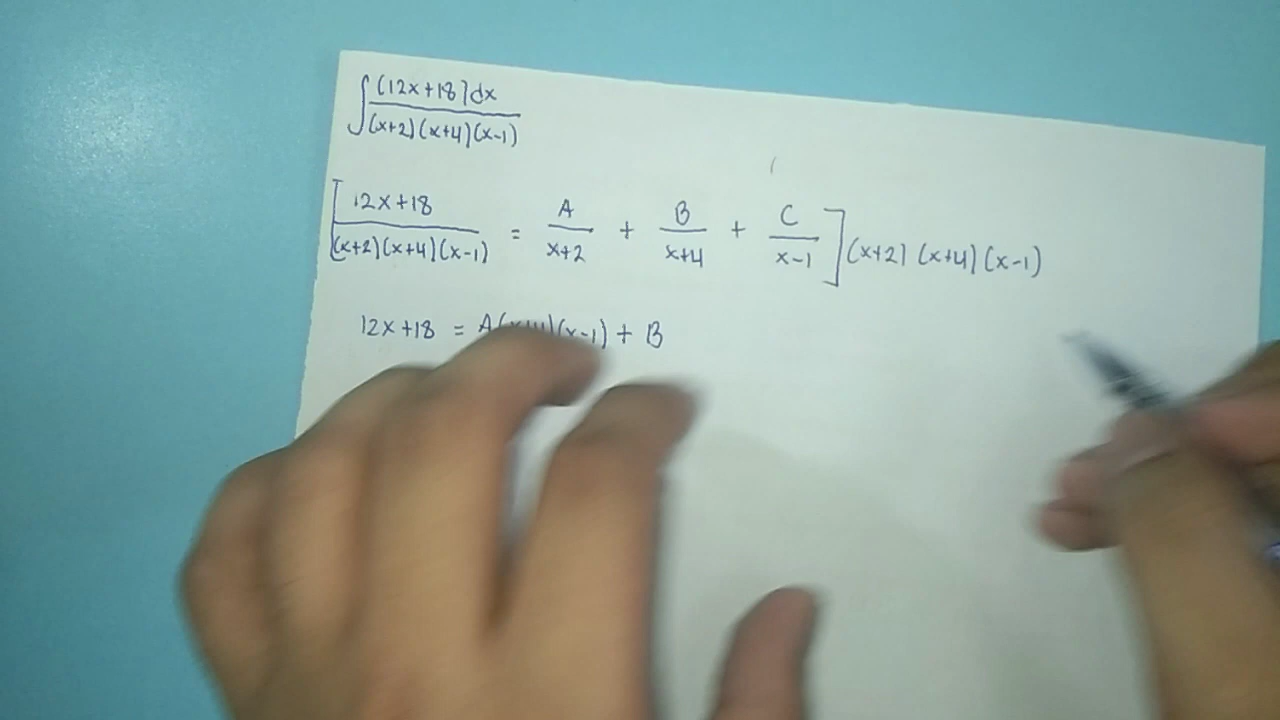 ∫ (12x+18)dx / (x+2)(x+4)(x-1)
[ 12x+18 / (x+2)(x+4)(x-1) = A / x+2 + B / x+4 + C / x-1 ] (x+2) (x+4) (x-1)
12x+18 = A(x+4)(x-1) + B